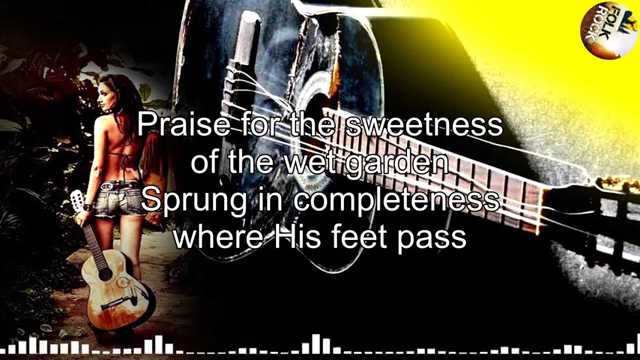 FOLK
ROCK
Praise for the sweetness
of the wet garden
Sprung in completeness
where His feet pass